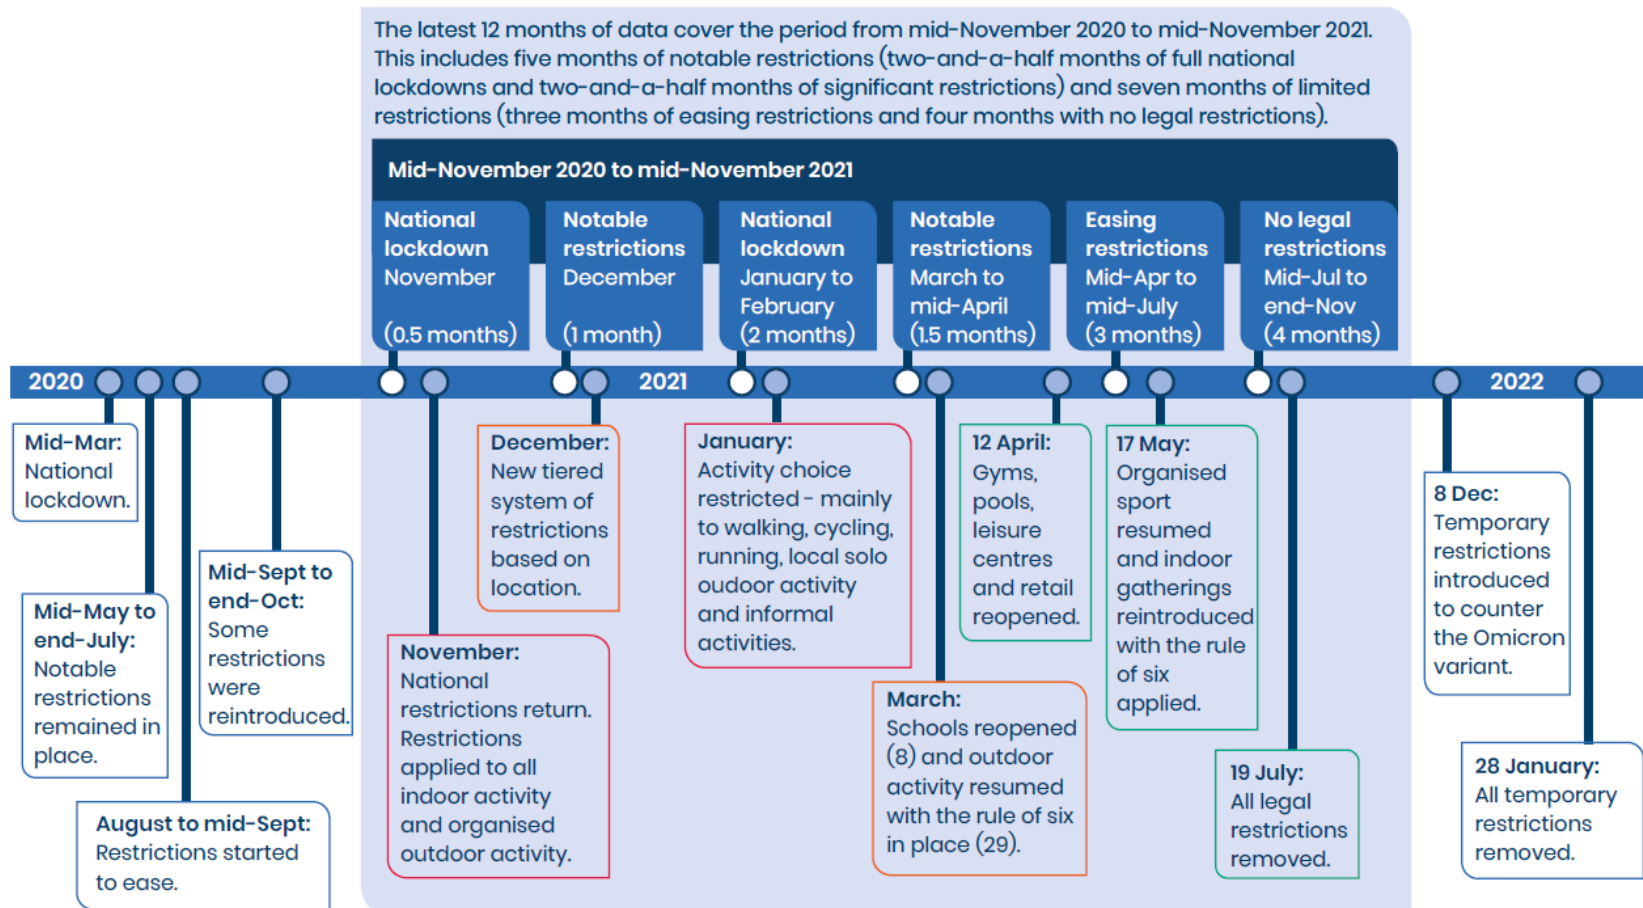 The latest 12 months of data cover the period from mid-November 2020 to mid-November 2021.
This includes five months of notable restrictions (two-and-a-half months of full national
lockdowns and two-and-a-half months of significant restrictions) and seven months of limited
restrictions (three months of easing restrictions and four months with no legal restrictions).
Mid-November 2020 to mid-November 2021
National
lockdown
November
(0.5 months)
Notable
restrictions
December
(1 month)
National
lockdown
January to
February
(2 months)
Notable
restrictions
March to
mid-April
(1.5 months)
Easing
restrictions
Mid-Apr to
mid-July
(3 months)
No legal
restrictions
Mid-Jul to
end-Nov
(4 months)
2020
2021
2022
Mid-Mar:
National
lockdown.
Mid-May to
end-July:
Notable
restrictions
remained in
place.
August to mid-Sept:
Restrictions started
to ease.
Mid-Sept to
end-Oct:
Some
restrictions
were
reintroduced.
November:
National
restrictions return.
Restrictions
applied to all
indoor activity
and organised
outdoor activity.
December:
New tiered
system of
restrictions
based on
location.
January:
Activity choice
restricted - mainly
to walking, cycling,
running, local solo
oudoor activity
and informal
activities.
March:
Schools reopened
(8) and outdoor
activity resumed
with the rule of six
in place (29).
12 April:
Gyms,
pools,
leisure
centres
and retail
reopened.
17 May:
Organised
sport
resumed
and indoor
gatherings
reintroduced
with the rule
of six
applied.
19 July:
All legal
restrictions
removed.
8 Dec:
Temporary
restrictions
introduced
to counter
the Omicron
variant.
28 January:
All temporary
restrictions
removed.